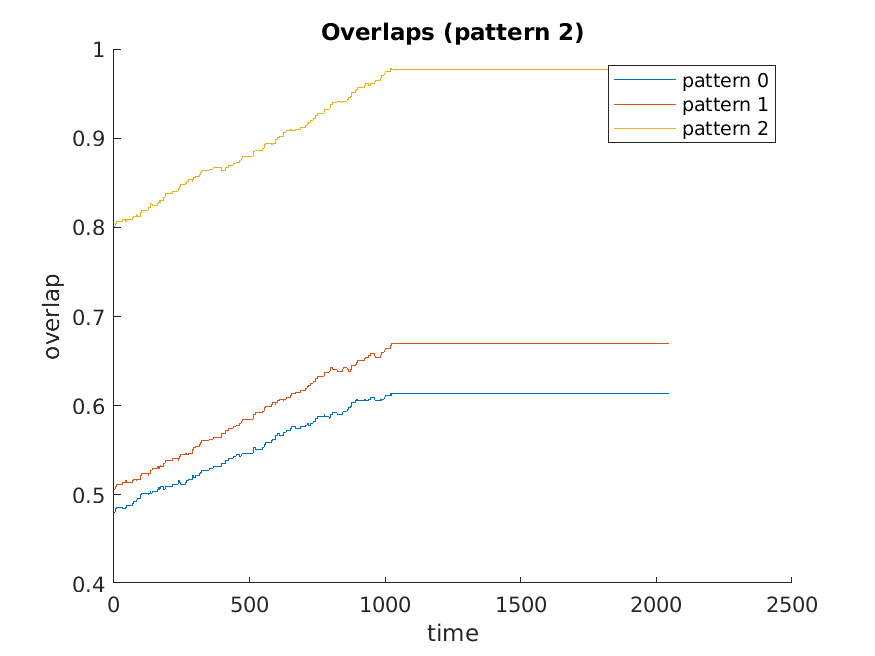 Overlaps (pattern 2)
1
0.9
0.8
0.7
0.6
0.5
0.4
overlap
pattern 0
pattern 1
pattern 2
0 500 1000 1500 2000 2500
time